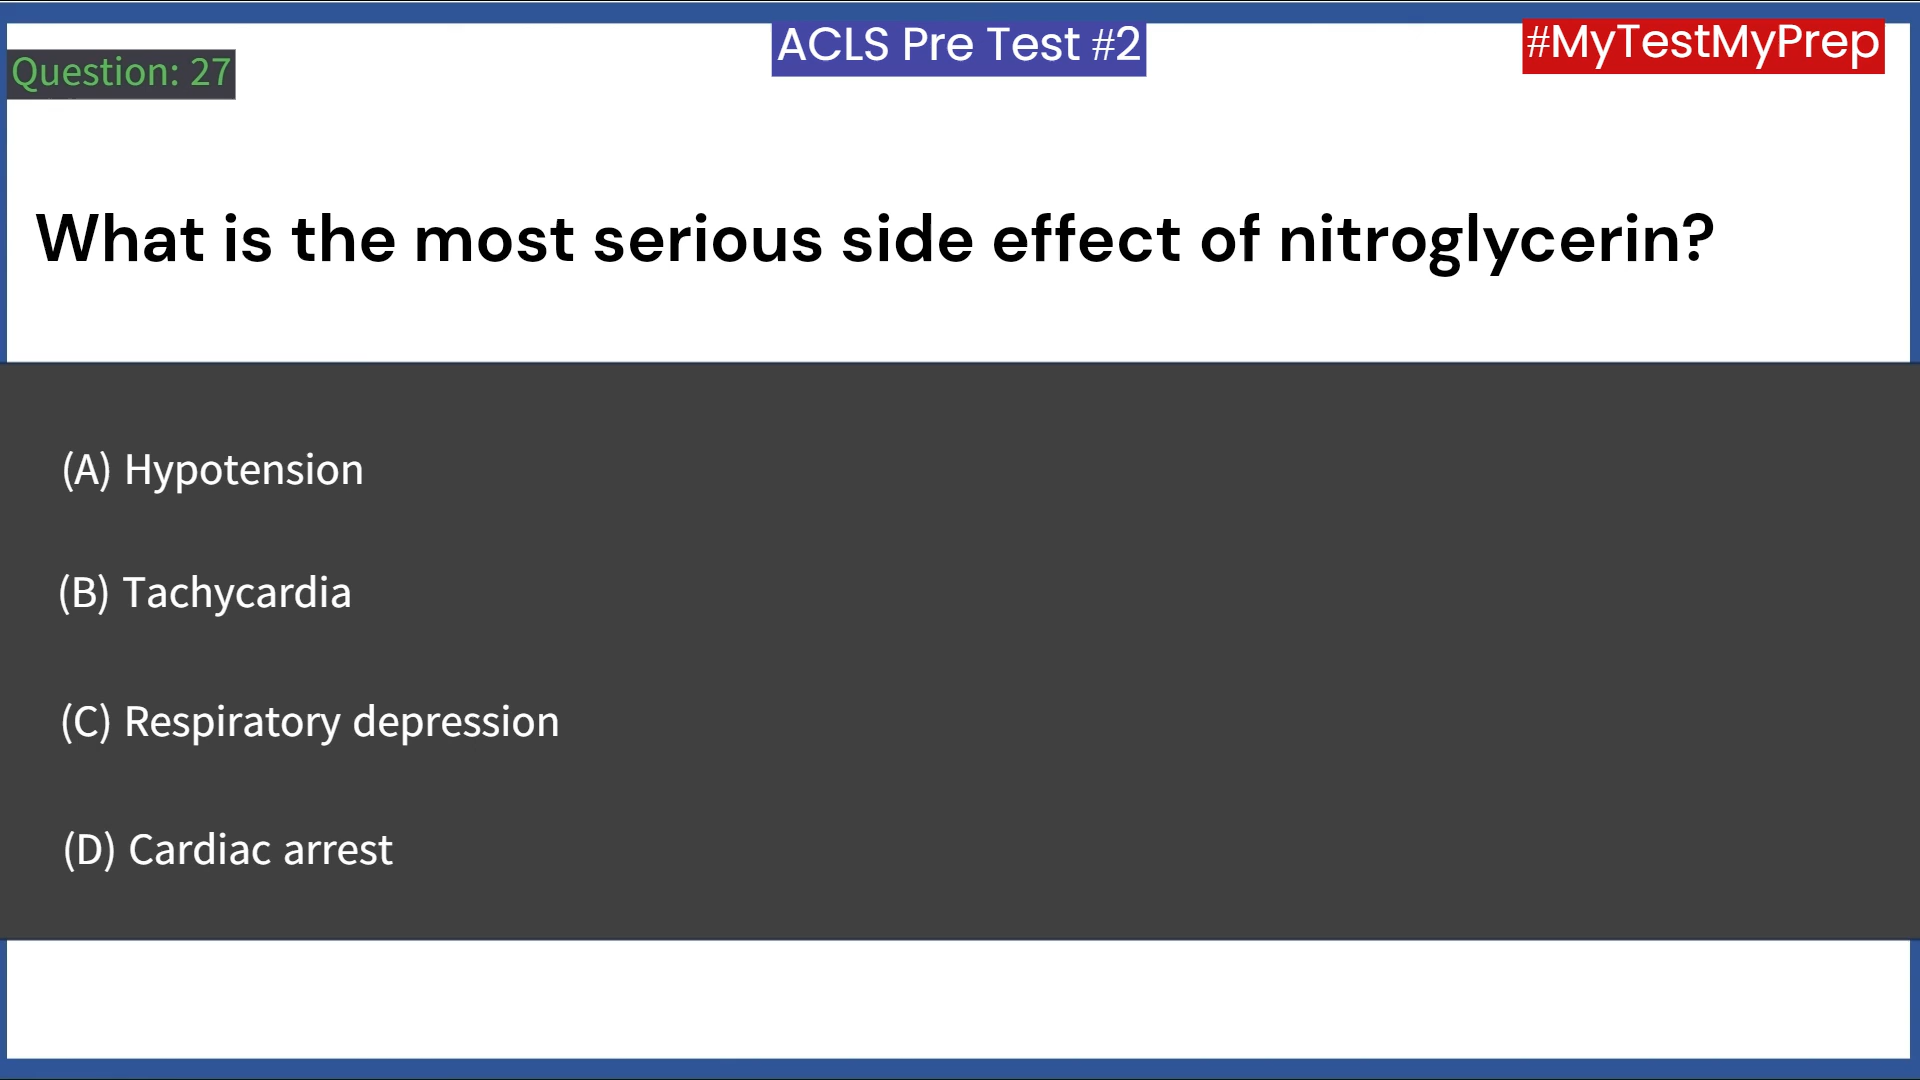 ACLS Pre Test #2
#MyTestMyPrep
Question: 27
What is the most serious side effect of nitroglycerin?
(A) Hypotension
(B) Tachycardia
(C) Respiratory depression
(D) Cardiac arrest